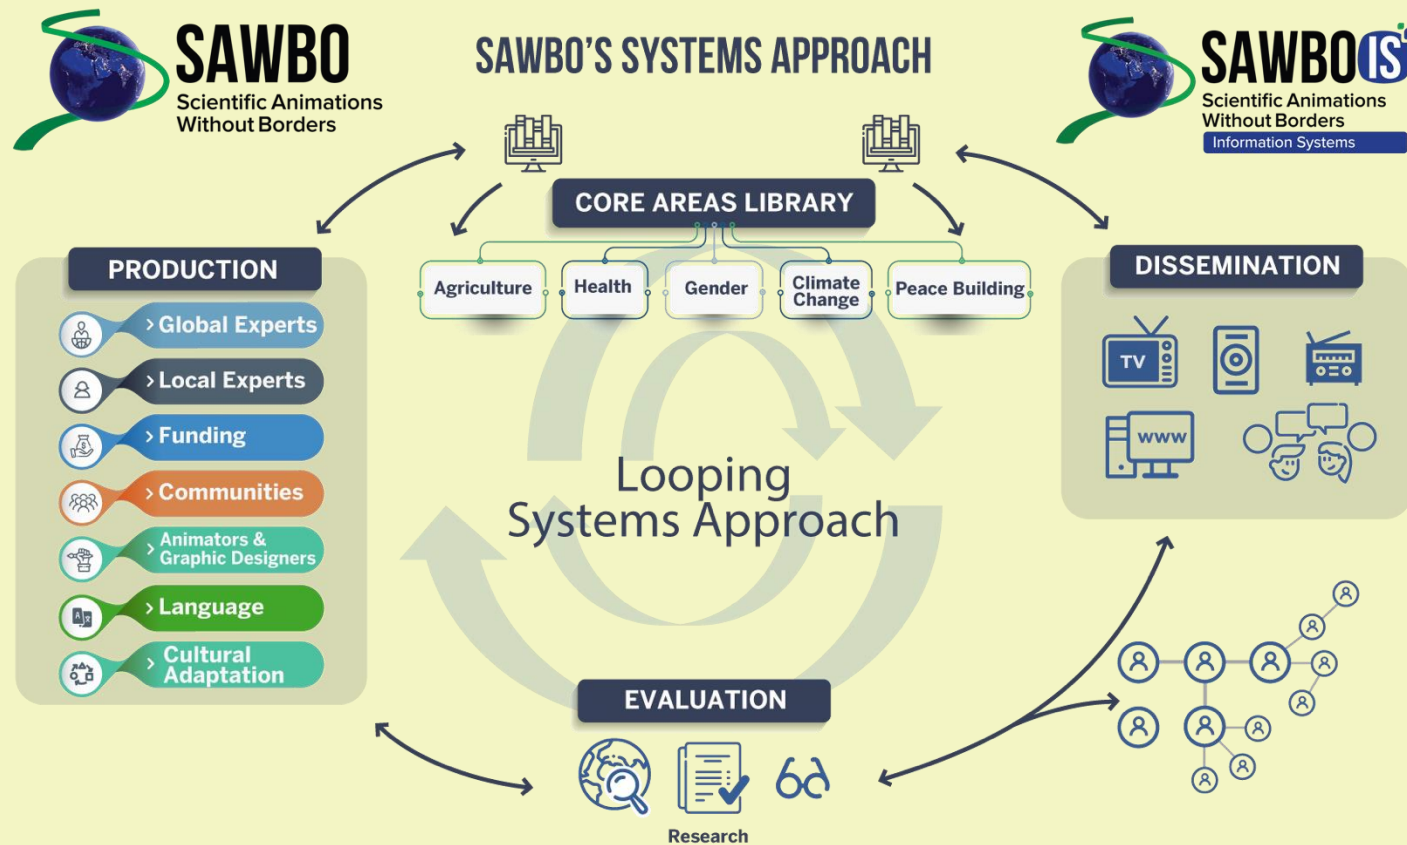 SAWBO
Scientific Animations
Without Borders
SAWBO'S SYSTEMS APPROACH
SAWBO IS
Scientific Animations
Without Borders
Information Systems
CORE AREAS LIBRARY
Agriculture
Health
Gender
Climate
Change
Peace Building
PRODUCTION
> Global Experts
> Local Experts
> Funding
> Communities
> Animators &
Graphic Designers
> Language
> Cultural
Adaptation
DISSEMINATION
TV
www
Looping
Systems Approach
EVALUATION
Research